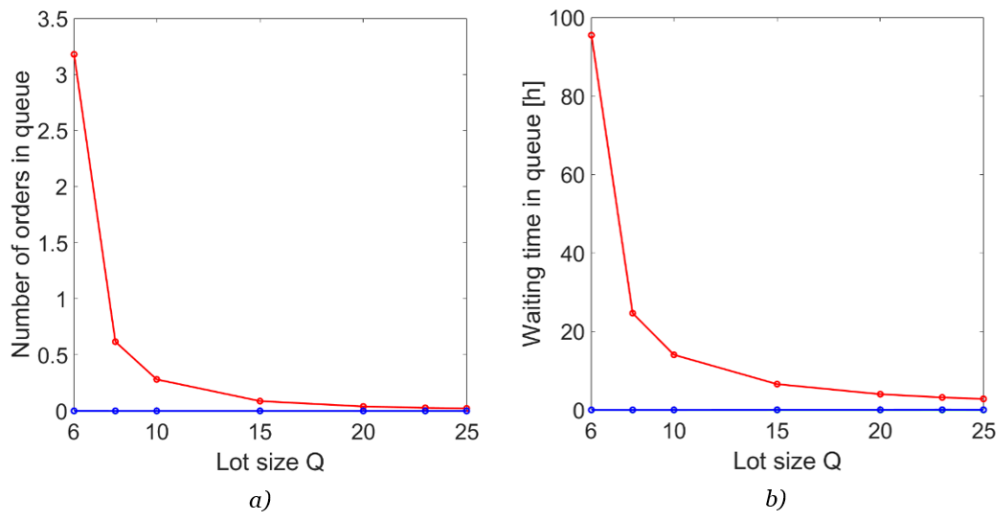 Number of orders in queue
3.5
3
2.5
2
1.5
1
0.5
0
6 10 15 20 25
Lot size Q
a)
Waiting time in queue [h]
100
80
60
40
20
0
6 10 15 20 25
Lot size Q
b)